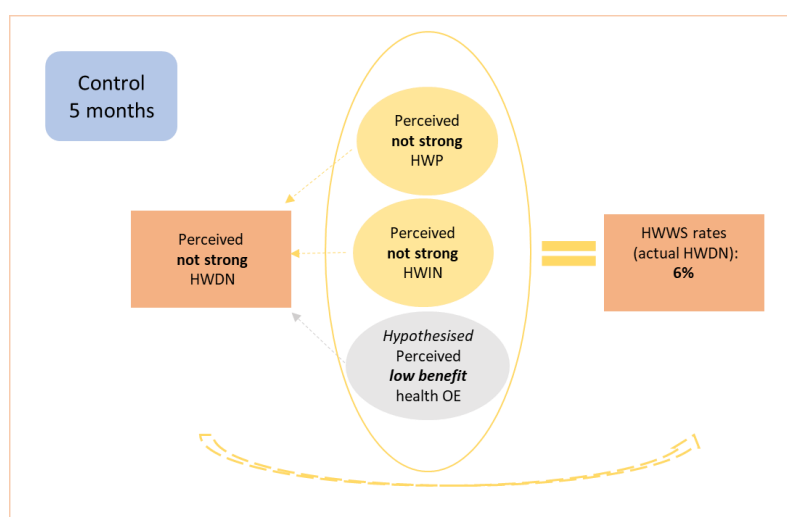 Control
5 months
Perceived
not strong
HWP
Perceived
not strong
HWDN
Perceived
not strong
HWIN
HWWS rates
(actual HWDN):
6%
Hypothesised
Perceived
low benefit
health OE